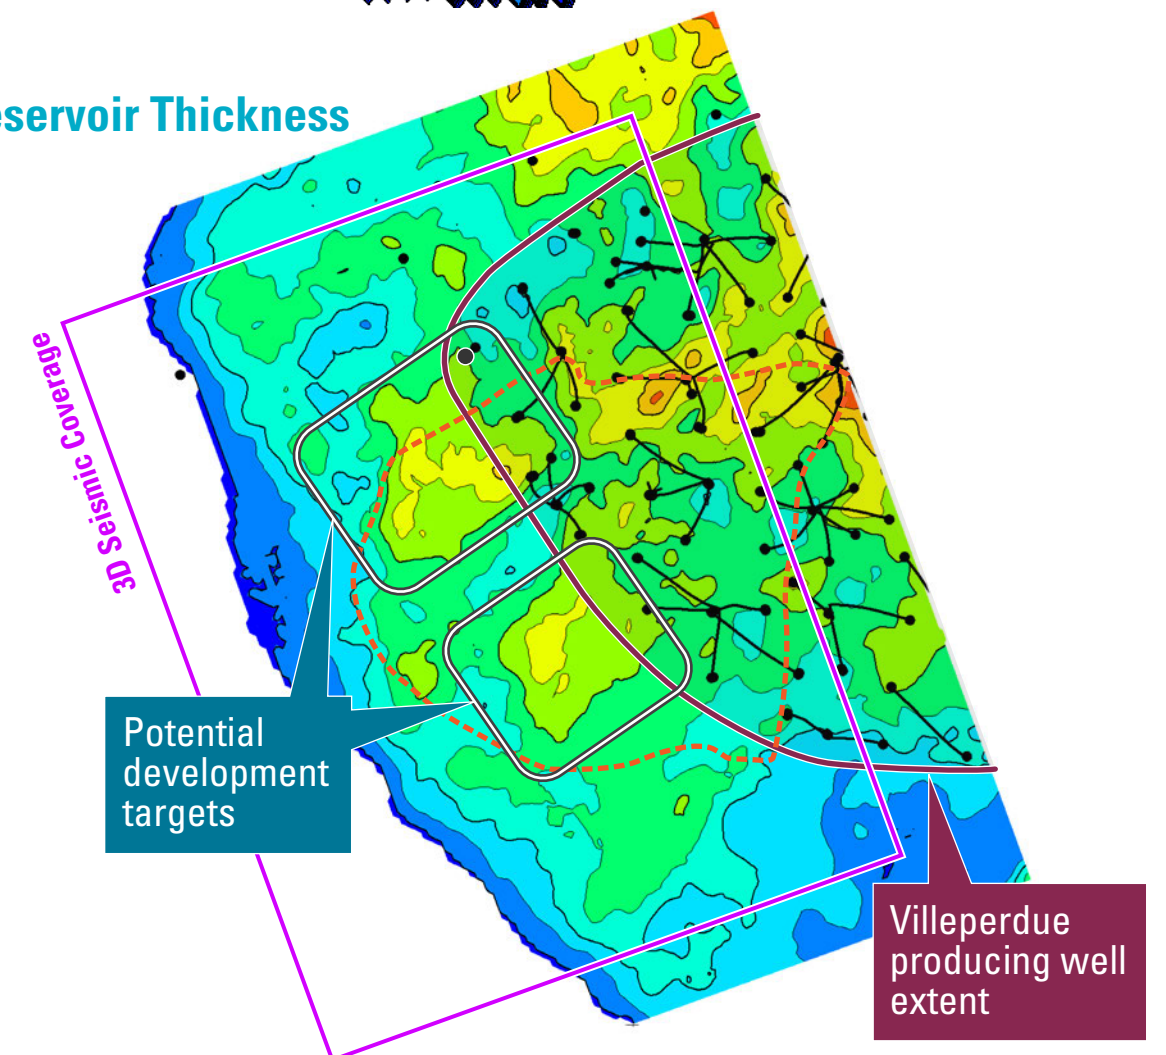 eservoir Thickness
3D Seismic Coverage
Potential
development
targets
Villeperdue
producing well
extent